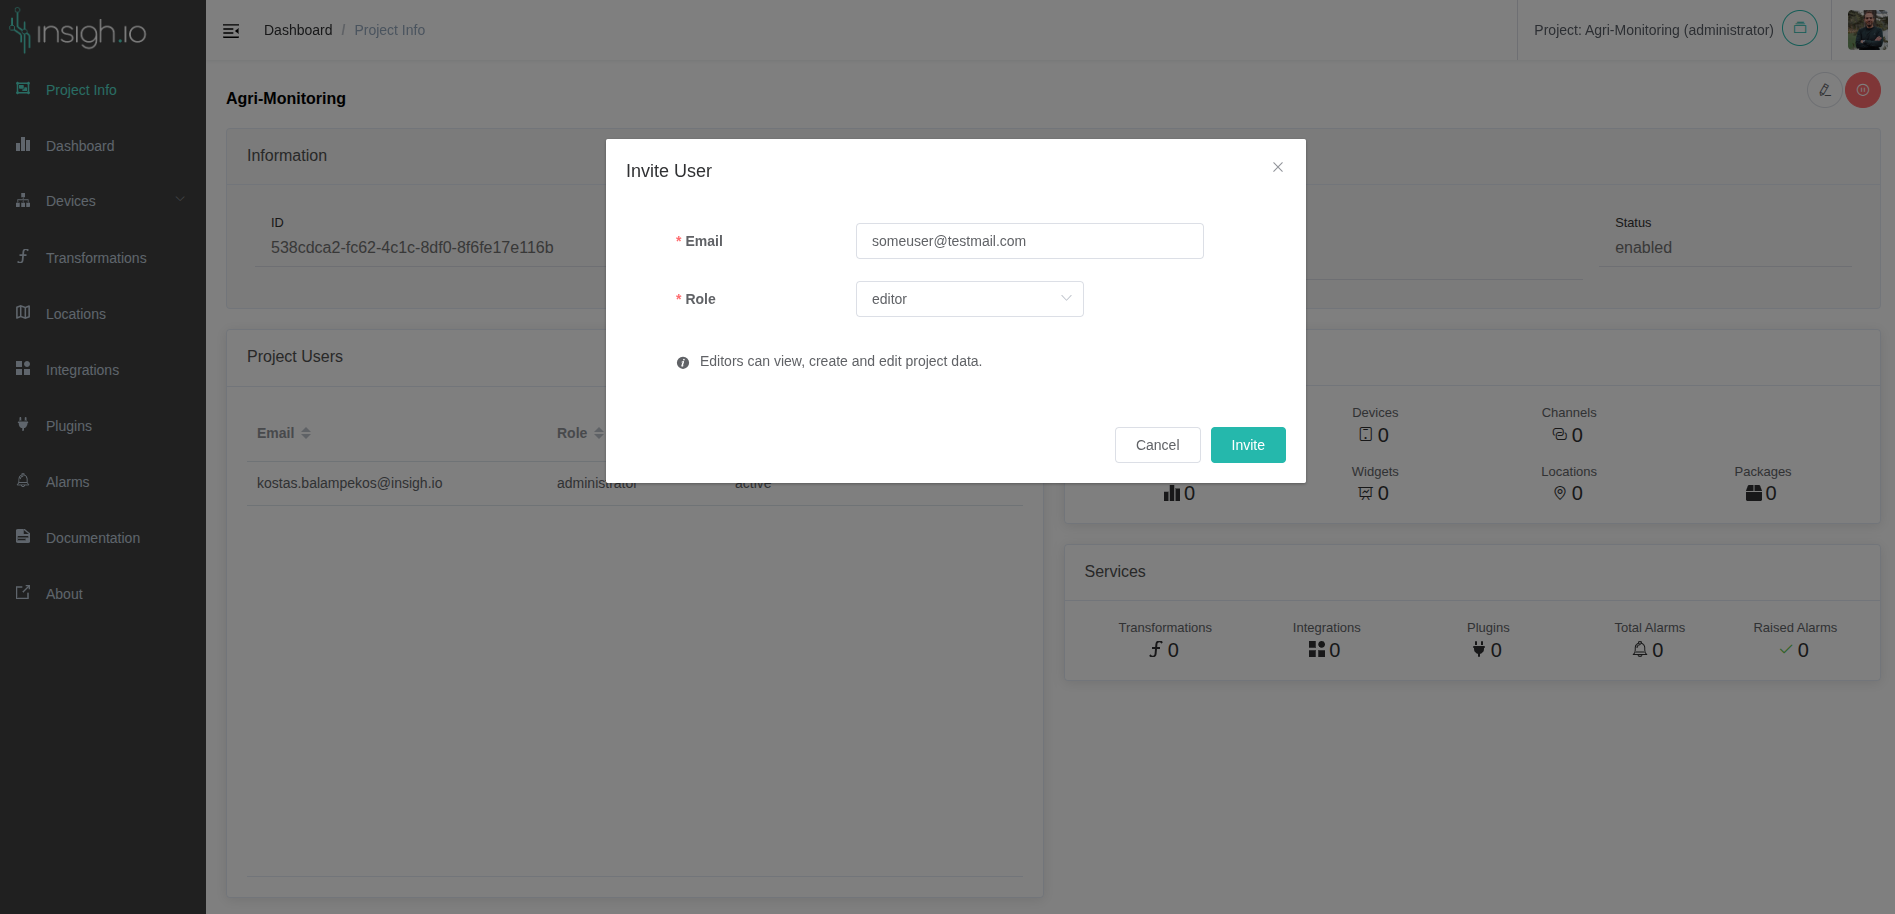 insigh.io
Dashboard / Project Info
Project: Agri-Monitoring (administrator)
Project Info
Dashboard
Devices
Transformations
Locations
Integrations
Plugins
Alarms
Documentation
About
Agri-Monitoring
Information
ID
538cdca2-fc62-4c1c-8df0-8f6fe17e116b
Status
enabled
Invite User
* Email
someuser@testmail.com
* Role
editor
Editors can view, create and edit project data.
Cancel
Invite
Project Users
Email
Role
kostas.balampekos@insigh.io administrator active
Devices
0
Channels
0
0
Widgets
0
Locations
0
Packages
0
Services
Transformations
0
Integrations
0
Plugins
0
Total Alarms
0
Raised Alarms
0